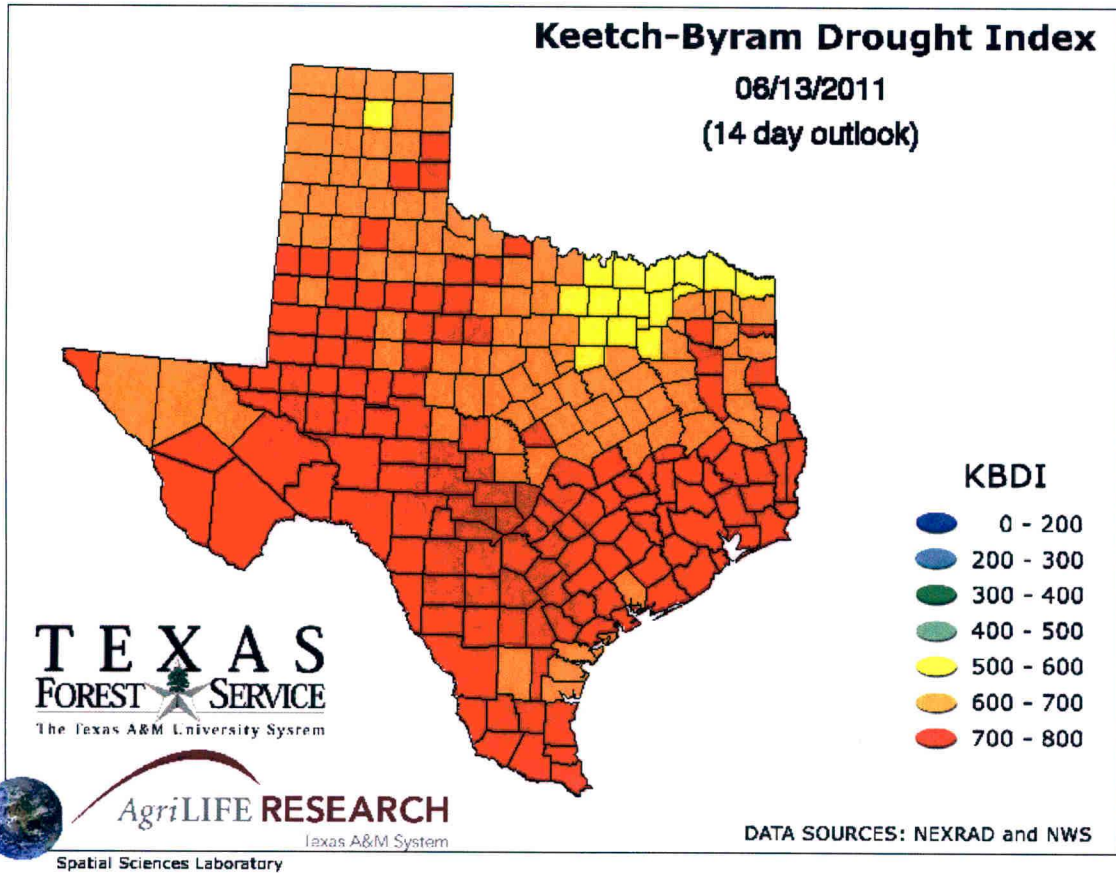 Keetch-Byram Drought Index
06/13/2011
(14 day outlook)
KBDI
0 - 200
200 - 300
300 - 400
400 - 500
500 - 600
600 - 700
700 - 800
TEXAS
FOREST SERVICE
The Texas A&M University System
AgriLIFE RESEARCH
Texas A&M System
Spatial Sciences Laboratory
DATA SOURCES: NEXRAD and NWS